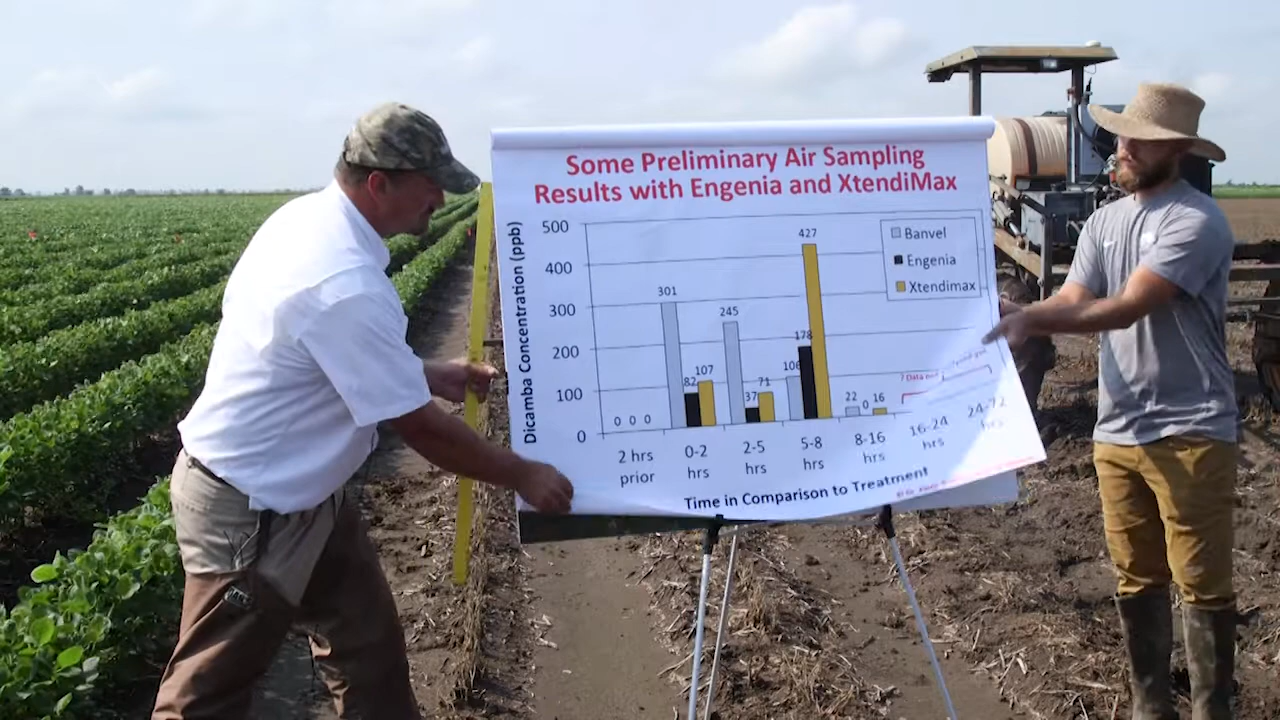 Some Preliminary Air Sampling
Results with Engenia and XtendiMax
Dicamba Concentration (ppb)
500
400
300
200
100
0
Banvel
Engenia
Xtendimax
0 0 0
301
82
107
245
37
71
106
178
427
22
0
16
2 hrs
prior
0-2
hrs
2-5
hrs
5-8
hrs
8-16
hrs
16-24
hrs
24-72
hrs
Time in Comparison to Treatment